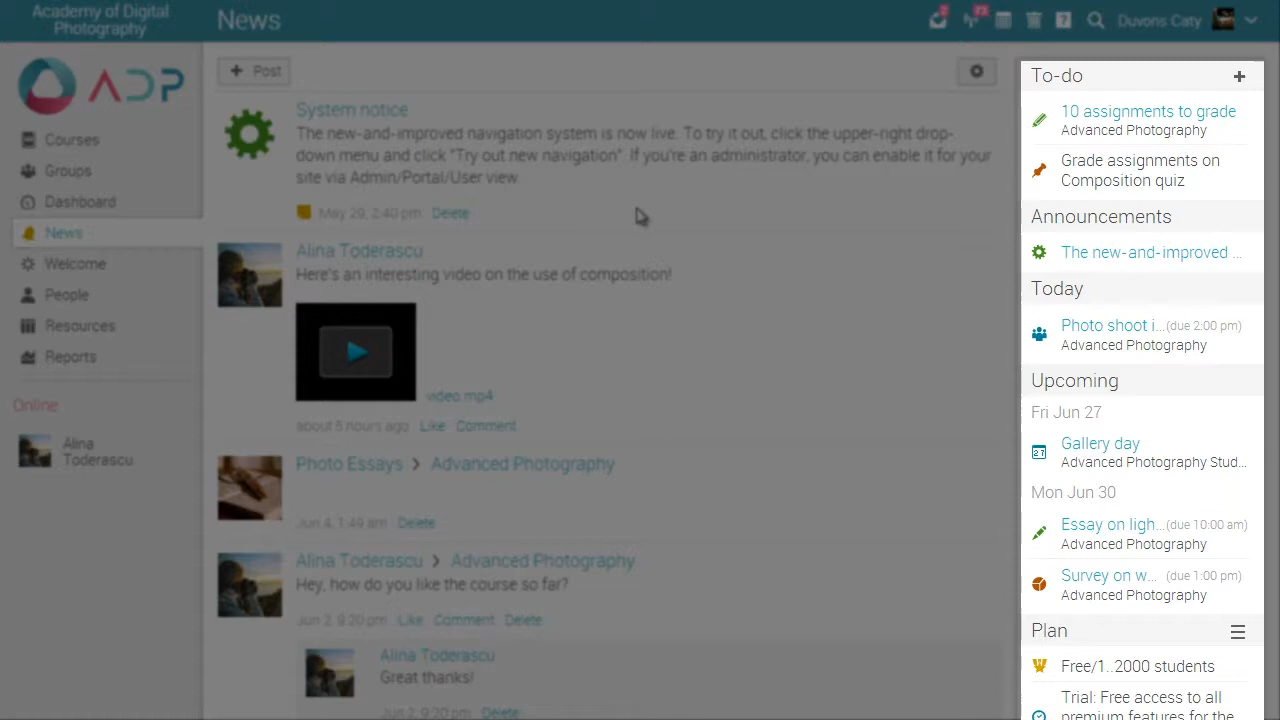 Academy of Digital
Photography
News
2
73
Duvoris Caty
ADP
Courses
Groups
Dashboard
News
Welcome
People
Resources
Reports
Online
Alina
Toderascu
+ Post
System notice
The new-and-improved navigation system is now live. To try it out, click the upper-right drop-
down menu and click "Try out new navigation". If you're an administrator, you can enable it for your
site via Admin/Portal/User view.
May 29, 2:40 pm Delete
Alina Toderascu
Here's an interesting video on the use of composition!
video.mp4
about 5 hours ago Like Comment
Photo Essays > Advanced Photography
Jun 4, 1:49 am Delete
Alina Toderascu > Advanced Photography
Hey, how do you like the course so far?
Jun 2, 9:20 pm Like Comment Delete
Alina Toderascu
Great thanks!
Jun 2, 9:20 pm Delete
To-do +
10 assignments to grade
Advanced Photography
Grade assignments on
Composition quiz
Announcements
The new-and-improved ...
Today
Photo shoot i... (due 2:00 pm)
Advanced Photography
Upcoming
Fri Jun 27
Gallery day
Advanced Photography Stud...
Mon Jun 30
Essay on ligh... (due 10:00 am)
Advanced Photography
Survey on w... (due 1:00 pm)
Advanced Photography
Plan
Free/1..2000 students
Trial: Free access to all
premium features for the